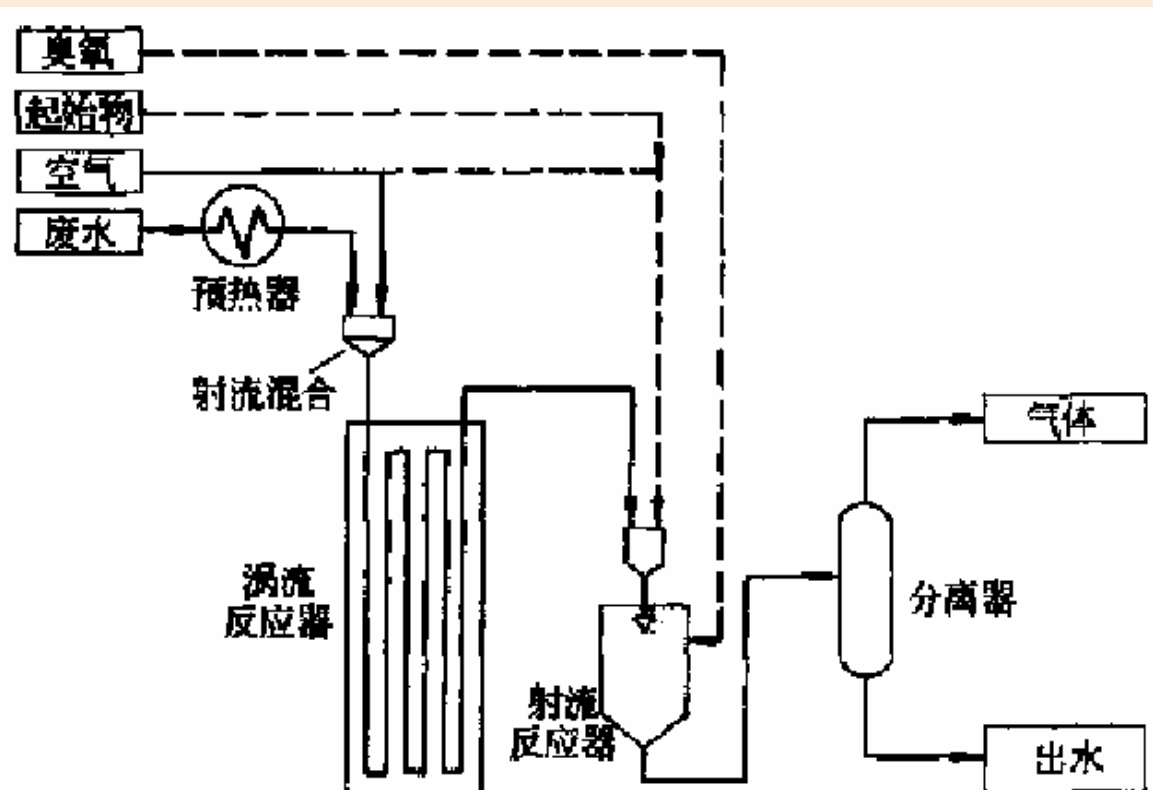 臭氧
起始物
空气
废水
预热器
射流混合
气体
涡流
反应器
分离器
射流
反应器
出水